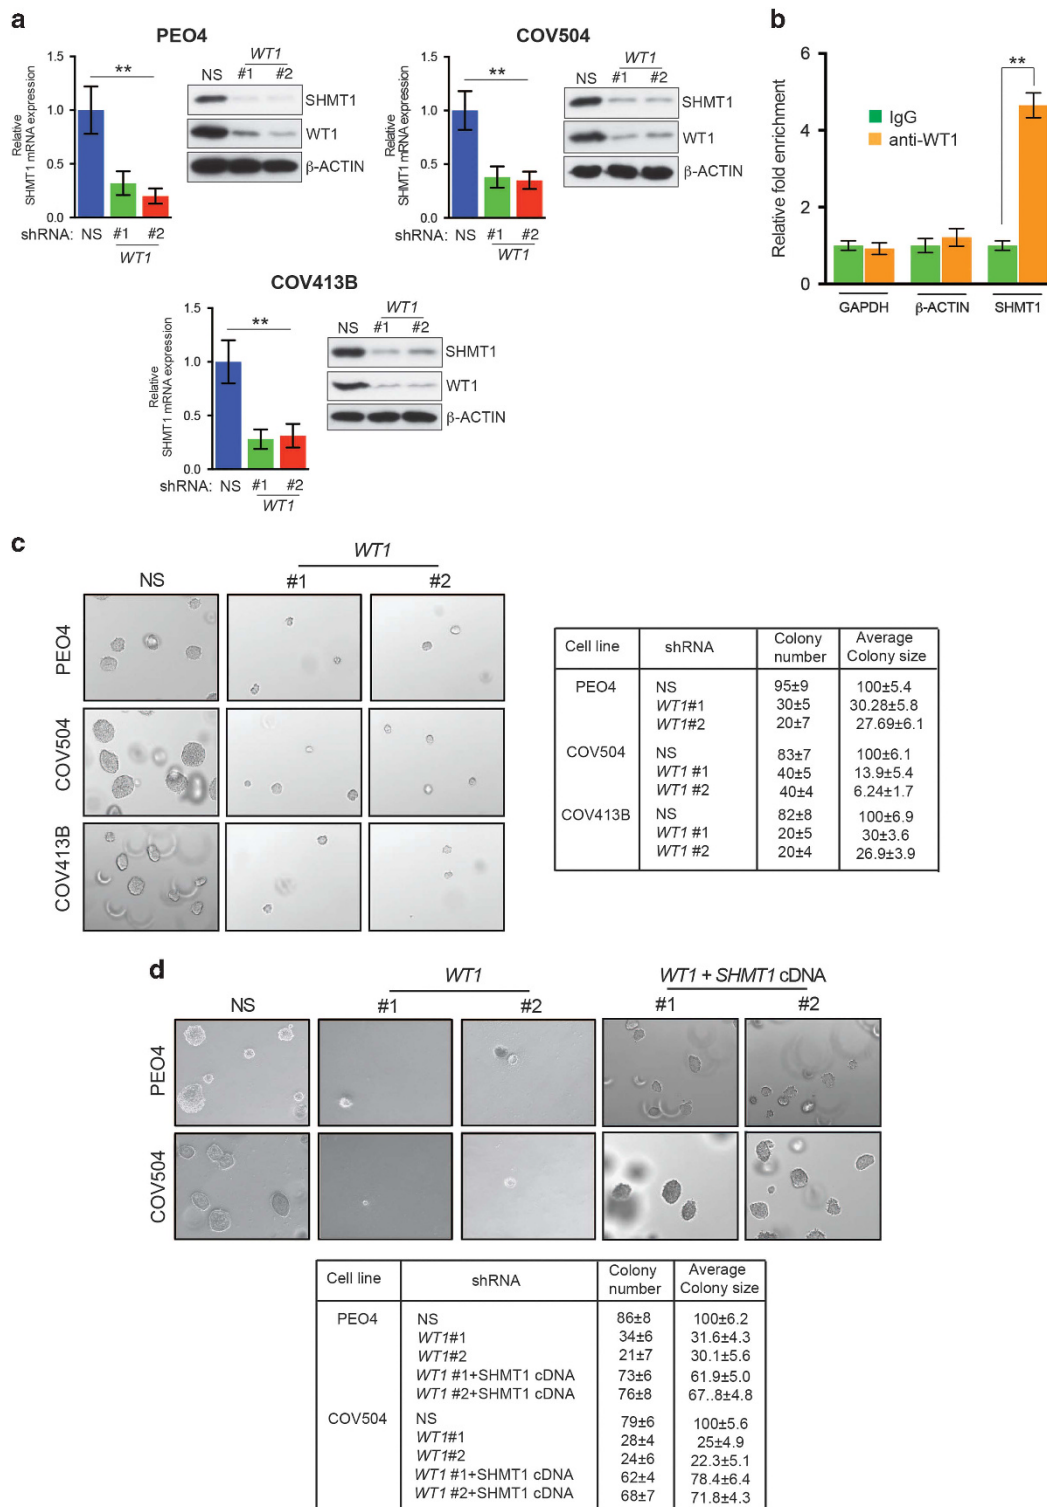 a
PEO4
Relative
SHMT1 mRNA expression
1.5
1.0
0.5
0.0
**
shRNA: NS #1 #2
WT1
WT1
NS #1 #2
SHMT1
WT1
β-ACTIN
COV504
Relative
SHMT1 mRNA expression
1.5
1.0
0.5
0.0
**
shRNA: NS #1 #2
WT1
WT1
NS #1 #2
SHMT1
WT1
β-ACTIN
COV413B
Relative
SHMT1 mRNA expression
1.5
1.0
0.5
0.0
**
shRNA: NS #1 #2
WT1
WT1
NS #1 #2
SHMT1
WT1
β-ACTIN
b
Relative fold enrichment
6
4
2
0
**
IgG
anti-WT1
GAPDH β-ACTIN SHMT1
c
WT1
NS #1 #2
PEO4
COV504
COV413B
Cell line shRNA Colony number Average Colony size
PEO4 NS 95±9 100±5.4
WT1#1 30±5 30.28±5.8
WT1#2 20±7 27.69±6.1
COV504 NS 83±7 100±6.1
WT1 #1 40±5 13.9±5.4
WT1 #2 40±4 6.24±1.7
COV413B NS 82±8 100±6.9
WT1 #1 20±5 30±3.6
WT1 #2 20±4 26.9±3.9
d
WT1 WT1 + SHMT1 cDNA
NS #1 #2 #1 #2
PEO4
COV504
Cell line shRNA Colony number Average Colony size
PEO4 NS 86±8 100±6.2
WT1#1 34±6 31.6±4.3
WT1#2 21±7 30.1±5.6
WT1 #1+SHMT1 cDNA 73±6 61.9±5.0
WT1 #2+SHMT1 cDNA 76±8 67..8±4.8
COV504 NS 79±6 100±5.6
WT1#1 28±4 25±4.9
WT1#2 24±6 22.3±5.1
WT1 #1+SHMT1 cDNA 62±4 78.4±6.4
WT1 #2+SHMT1 cDNA 68±7 71.8±4.3